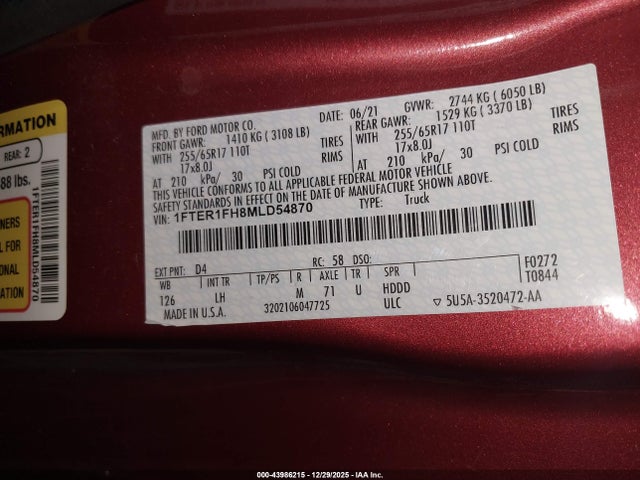 RMATION
REAR: 2
88 lbs.
NERS
L FOR
ONAL
1FTER1FH8MLD54870
MFD. BY FORD MOTOR CO.
DATE: 06/21 GVWR: 2744 KG ( 6050 LB)
FRONT GAWR: 1410 KG ( 3108 LB)
REAR GAWR: 1529 KG ( 3370 LB)
WITH 255/65R17 110T TIRES
WITH 255/65R17 110T TIRES
17x8.0J RIMS
17x8.0J RIMS
AT 210 kPa/ 30 PSI COLD
AT 210 kPa/ 30 PSI COLD
THIS VEHICLE CONFORMS TO ALL APPLICABLE FEDERAL MOTOR VEHICLE
SAFETY STANDARDS IN EFFECT ON THE DATE OF MANUFACTURE SHOWN ABOVE.
VIN: 1FTER1FH8MLD54870 TYPE: Truck
EXT PNT: D4 RC: 58 DSO: F0272
WB INT TR TP/PS R AXLE TR SPR T0844
126 LH M 71 U HDDD
MADE IN U.S.A. 3202106047725 ULC ▽ 5U5A-3520472-AA
000-43986215 - 12/29/2025 - IAA Inc.